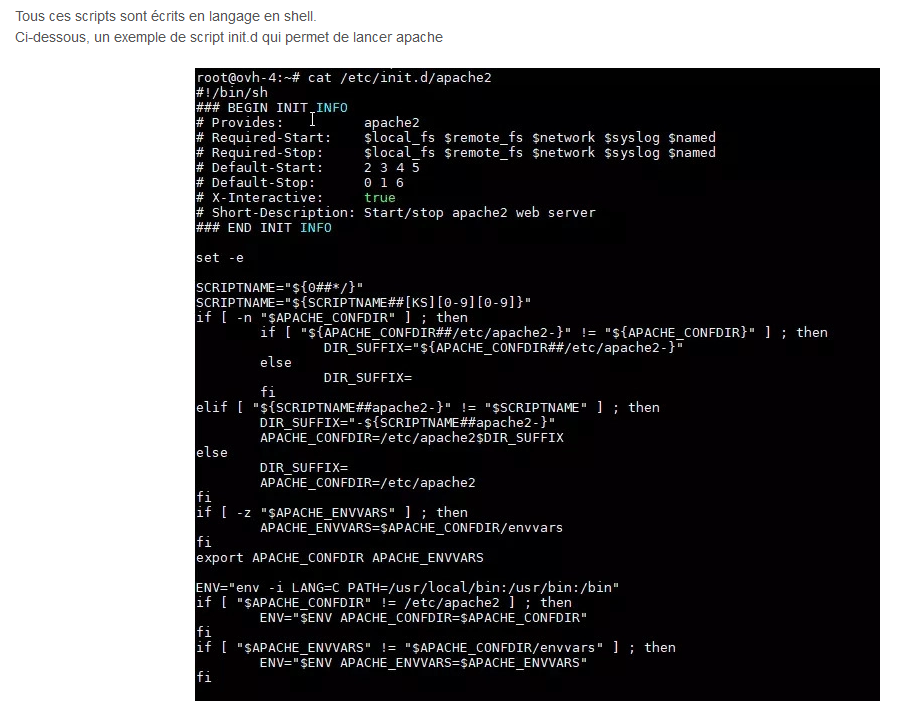 Tous ces scripts sont écrits en langage en shell.
Ci-dessous, un exemple de script init.d qui permet de lancer apache
root@ovh-4:~# cat /etc/init.d/apache2
#!/bin/sh
### BEGIN INIT INFO
# Provides:          apache2
# Required-Start:    $local_fs $remote_fs $network $syslog $named
# Required-Stop:     $local_fs $remote_fs $network $syslog $named
# Default-Start:     2 3 4 5
# Default-Stop:      0 1 6
# X-Interactive:     true
# Short-Description: Start/stop apache2 web server
### END INIT INFO

set -e

SCRIPTNAME="${0##*/}"
SCRIPTNAME="${SCRIPTNAME##[KS][0-9][0-9]}"
if [ -n "$APACHE_CONFDIR" ] ; then
        if [ "${APACHE_CONFDIR##/etc/apache2-}" != "${APACHE_CONFDIR}" ] ; then
                DIR_SUFFIX="${APACHE_CONFDIR##/etc/apache2-}"
        else
                DIR_SUFFIX=
        fi
elif [ "${SCRIPTNAME##apache2-}" != "$SCRIPTNAME" ] ; then
        DIR_SUFFIX="-${SCRIPTNAME##apache2-}"
        APACHE_CONFDIR=/etc/apache2$DIR_SUFFIX
else
        DIR_SUFFIX=
        APACHE_CONFDIR=/etc/apache2
fi
if [ -z "$APACHE_ENVVARS" ] ; then
        APACHE_ENVVARS=$APACHE_CONFDIR/envvars
fi
export APACHE_CONFDIR APACHE_ENVVARS

ENV="env -i LANG=C PATH=/usr/local/bin:/usr/bin:/bin"
if [ "$APACHE_CONFDIR" != /etc/apache2 ] ; then
        ENV="$ENV APACHE_CONFDIR=$APACHE_CONFDIR"
fi
if [ "$APACHE_ENVVARS" != "$APACHE_CONFDIR/envvars" ] ; then
        ENV="$ENV APACHE_ENVVARS=$APACHE_ENVVARS"
fi